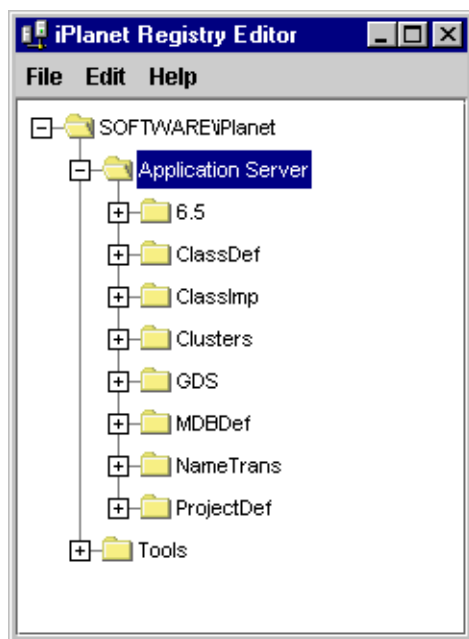 iPlanet Registry Editor
File Edit Help
SOFTWARE\iPlanet
Application Server
6.5
ClassDef
ClassImp
Clusters
GDS
MDBDef
NameTrans
ProjectDef
Tools